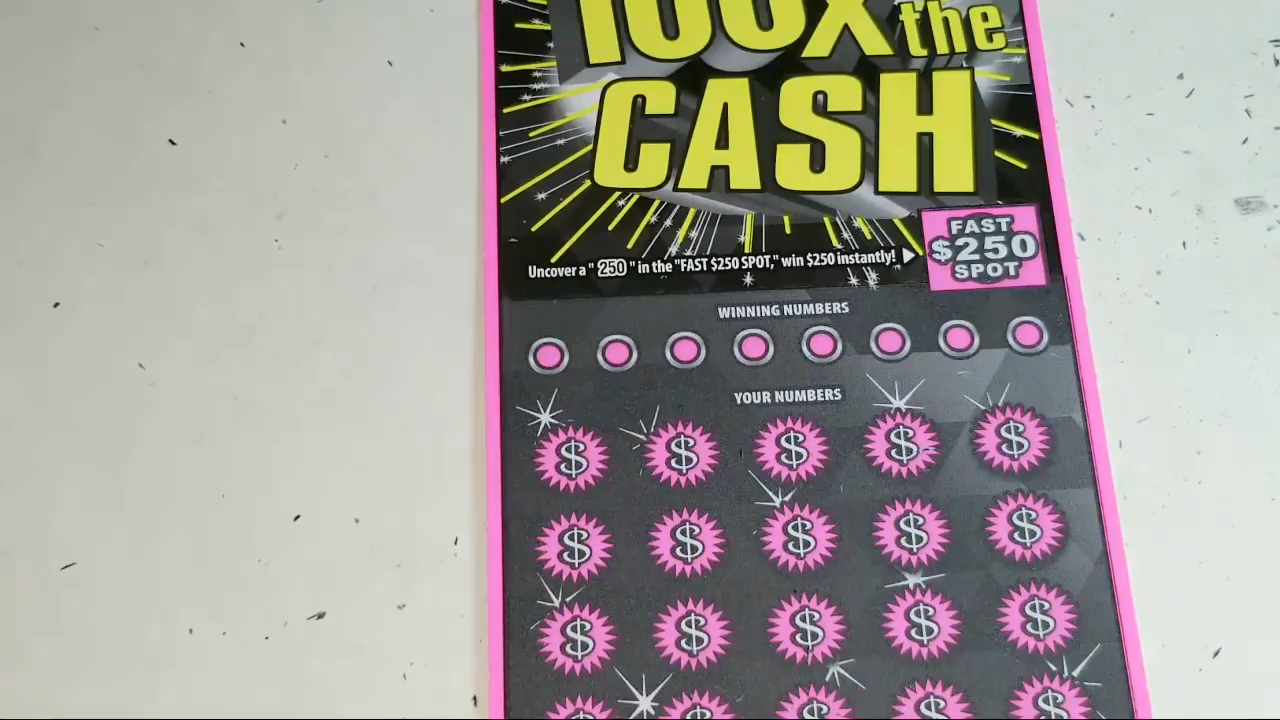 100X the
CASH
FAST
$250
SPOT
Uncover a "250" in the "FAST $250 SPOT," win $250 instantly!
WINNING NUMBERS
YOUR NUMBERS
$ $ $ $ $
$ $ $ $ $
$ $ $ $ $
$ $ $ $ $